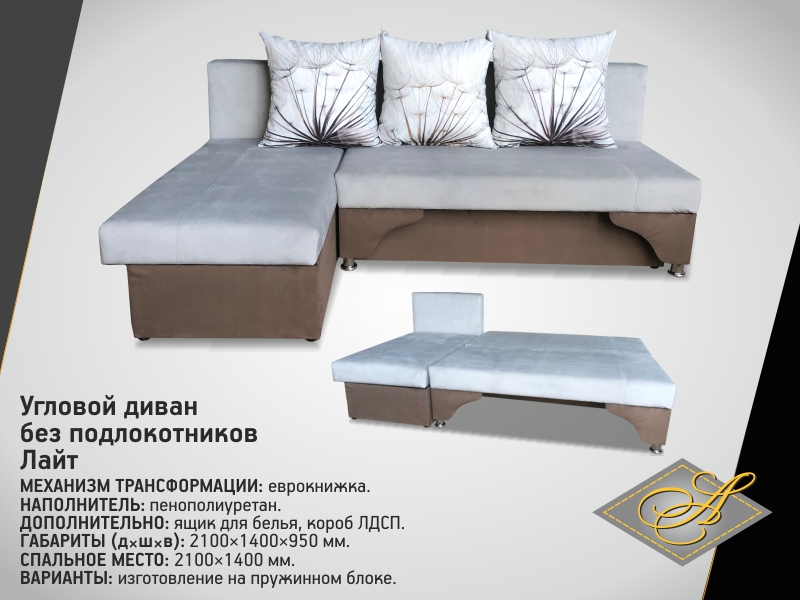 Угловой диван
без подлокотников
Лайт
МЕХАНИЗМ ТРАНСФОРМАЦИИ: еврокнижка.
НАПОЛНИТЕЛЬ: пенополиуретан.
ДОПОЛНИТЕЛЬНО: ящик для белья, короб ЛДСП.
ГАБАРИТЫ (д×ш×в): 2100×1400×950 мм.
СПАЛЬНОЕ МЕСТО: 2100×1400 мм.
ВАРИАНТЫ: изготовление на пружинном блоке.
А